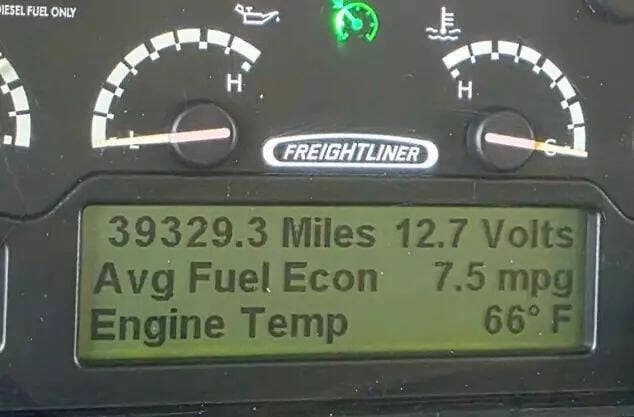 DIESEL FUEL ONLY
H
H
L
C
FREIGHTLINER
39329.3 Miles 12.7 Volts
Avg Fuel Econ 7.5 mpg
Engine Temp 66° F